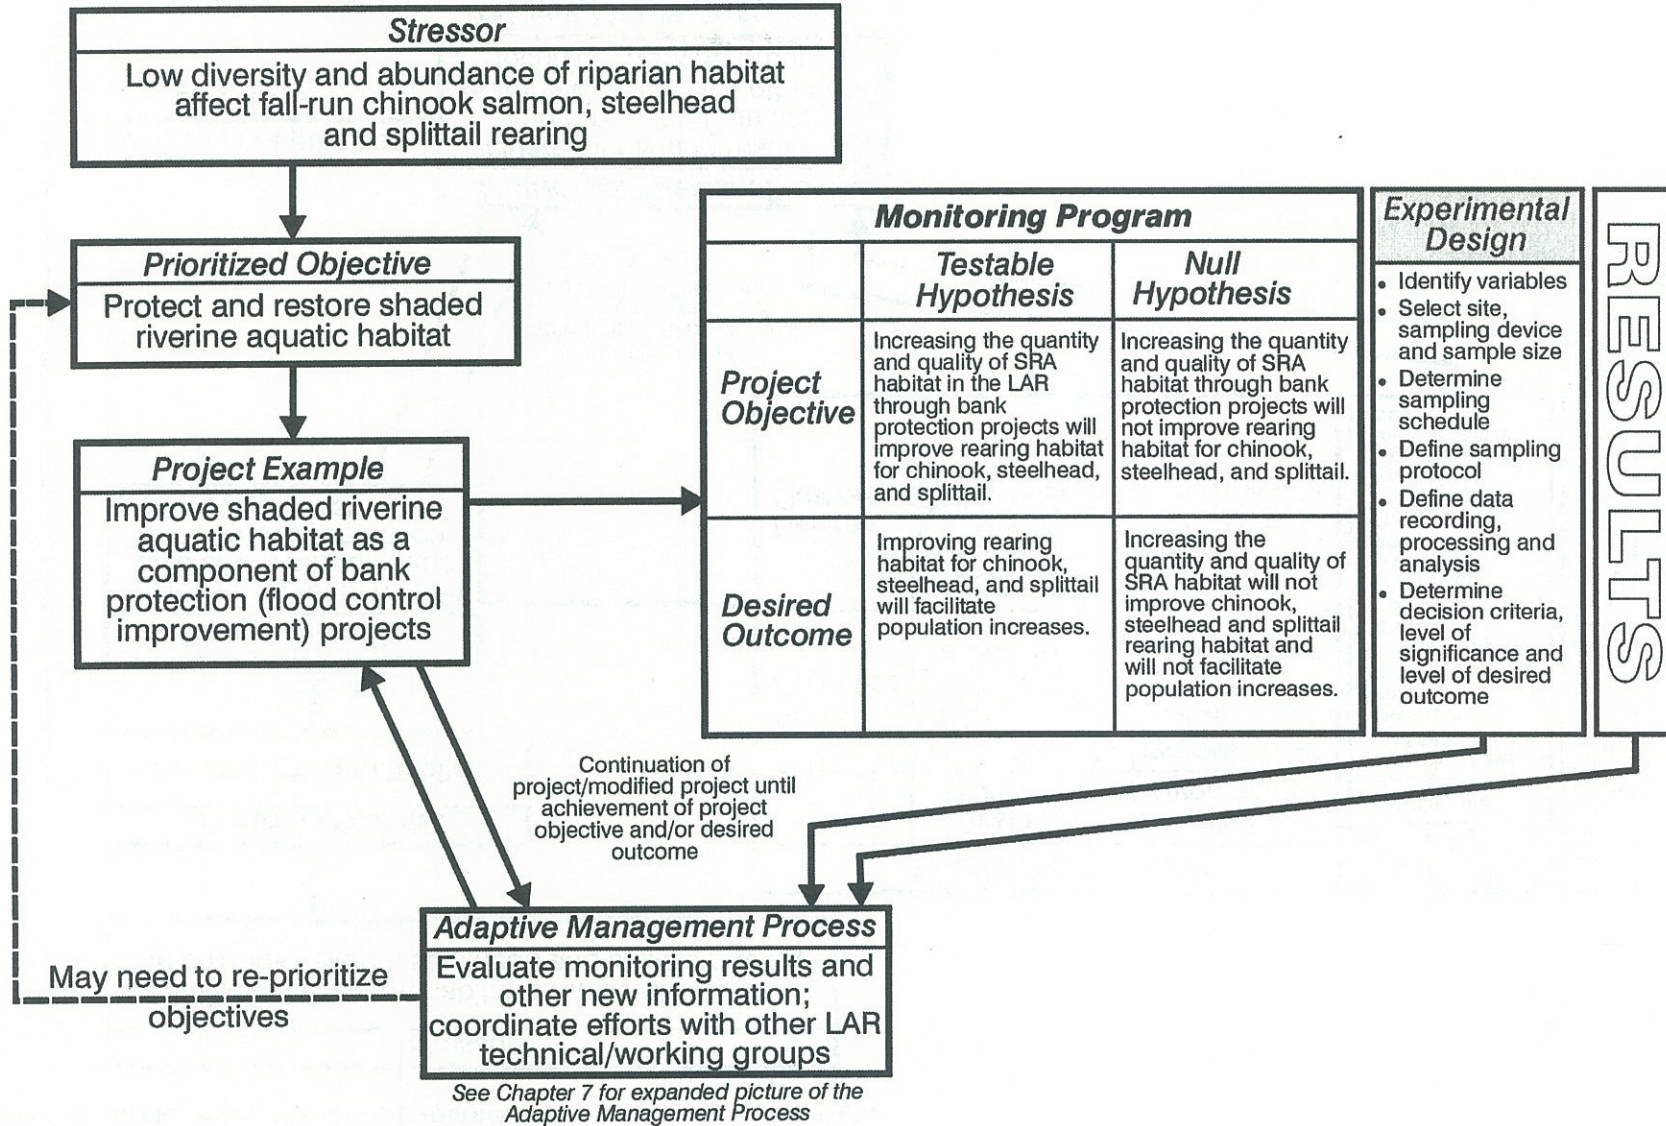 Stressor
Low diversity and abundance of riparian habitat
affect fall-run chinook salmon, steelhead
and splittail rearing
Prioritized Objective
Protect and restore shaded
riverine aquatic habitat
Project Example
Improve shaded riverine
aquatic habitat as a
component of bank
protection (flood control
improvement) projects
Monitoring Program
Testable
Hypothesis
Null
Hypothesis
Project
Objective
Increasing the quantity
and quality of SRA
habitat in the LAR
through bank
protection projects will
improve rearing habitat
for chinook, steelhead,
and splittail.
Increasing the quantity
and quality of SRA
habitat through bank
protection projects will
not improve rearing
habitat for chinook,
steelhead, and splittail.
Desired
Outcome
Improving rearing
habitat for chinook,
steelhead, and splittail
will facilitate
population increases.
Increasing the
quantity and quality of
SRA habitat will not
improve chinook,
steelhead and splittail
rearing habitat and
will not facilitate
population increases.
Experimental
Design
• Identify variables
• Select site,
sampling device
and sample size
• Determine
sampling
schedule
• Define sampling
protocol
• Define data
recording,
processing and
analysis
• Determine
decision criteria,
level of
significance and
level of desired
outcome
RESULTS
Continuation of
project/modified project until
achievement of project
objective and/or desired
outcome
Adaptive Management Process
Evaluate monitoring results and
other new information;
coordinate efforts with other LAR
technical/working groups
May need to re-prioritize
objectives
See Chapter 7 for expanded picture of the
Adaptive Management Process